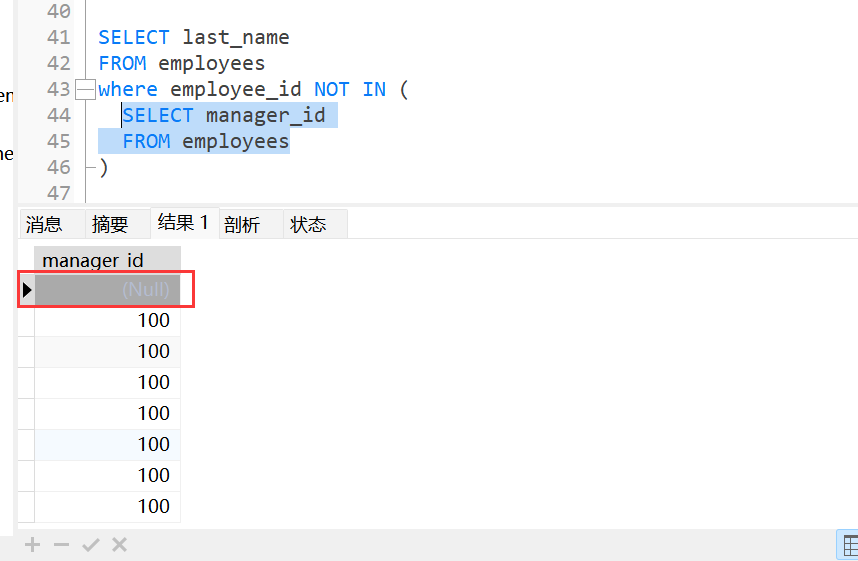 40
41 SELECT last_name
42 FROM employees
43 where employee_id NOT IN (
44 SELECT manager_id
45 FROM employees
46 )
47
消息 摘要 结果 1 剖析 状态
manager_id
(Null)
100
100
100
100
100
100
100